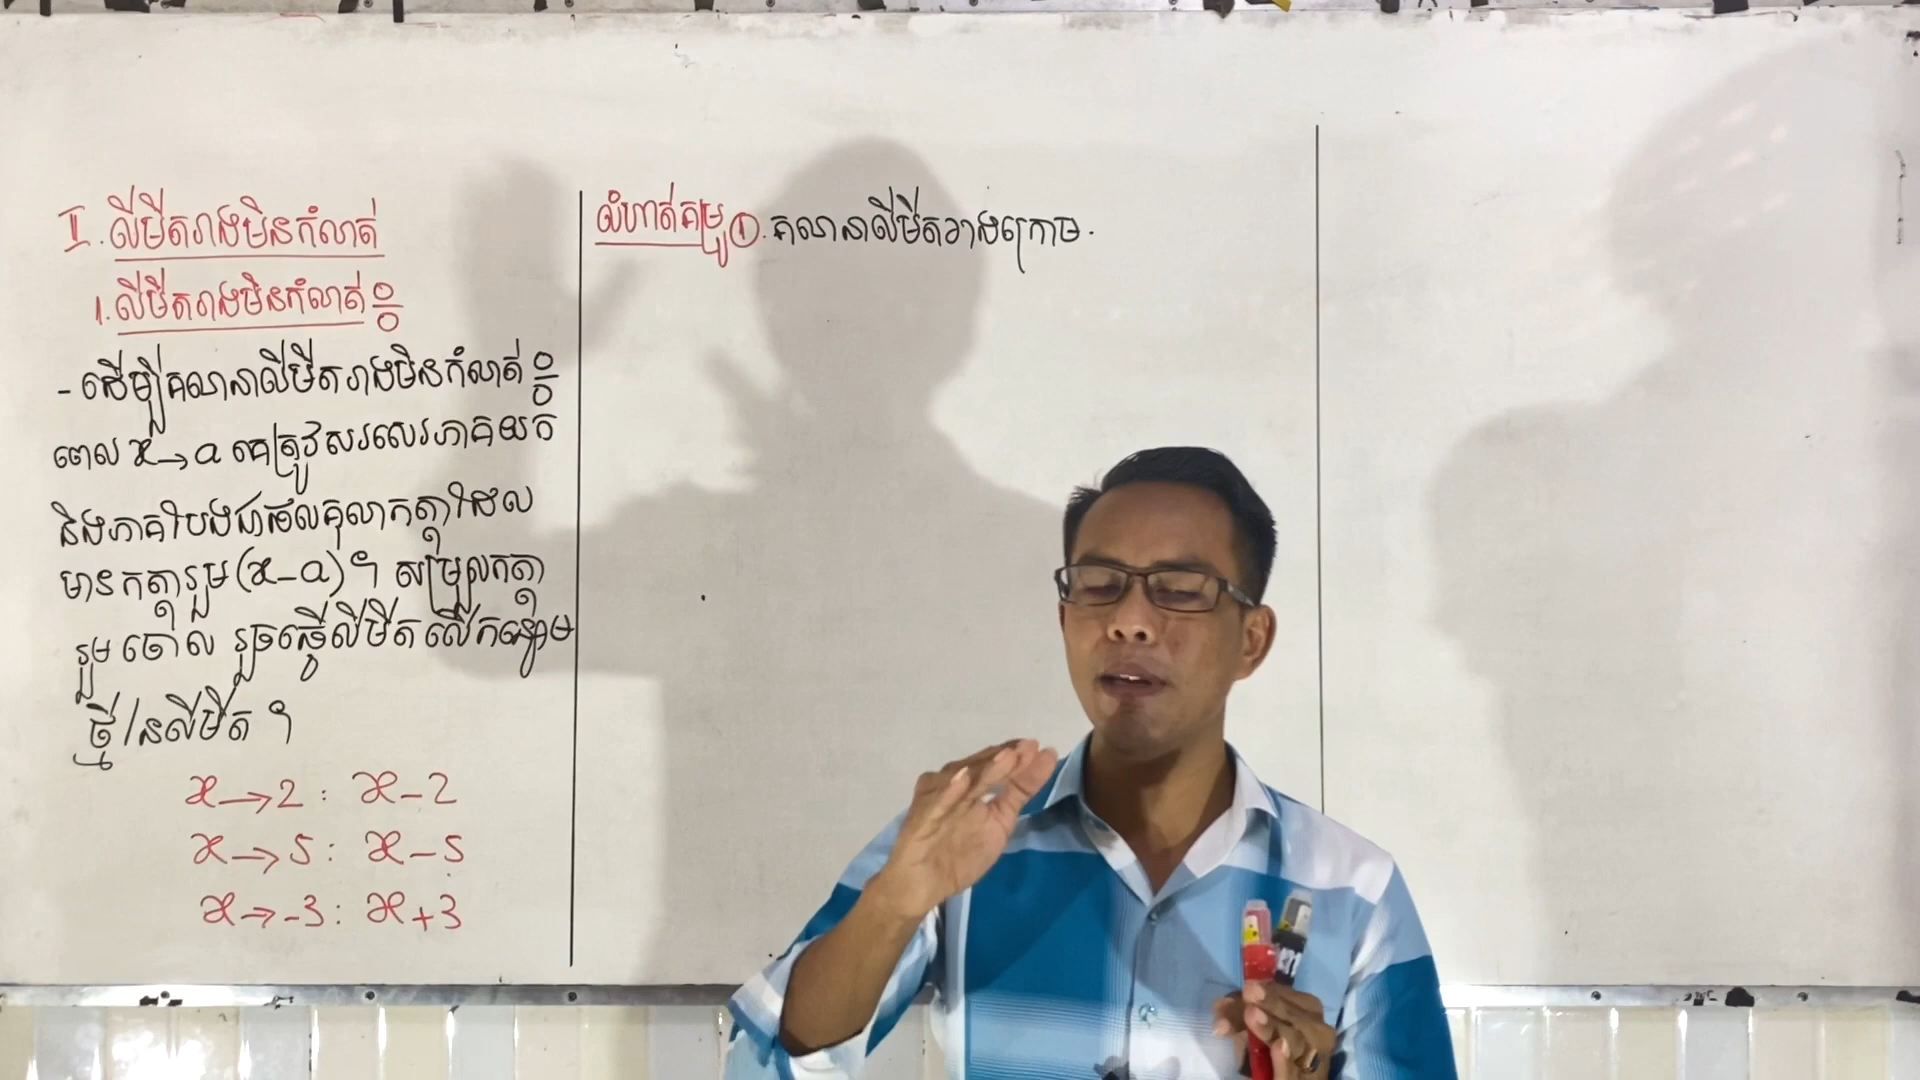 II. លីមីតរាងមិនកំណត់
1. លីមីតរាងមិនកំណត់ 0/0
- ដើម្បីគណនាលីមីតរាងមិនកំណត់ 0/0
ពេល x→a គេត្រូវសរសេរភាគយក
និងភាគបែងជាផលគុណកត្តាដែល
មានកត្តារួម (x-a) ។ សម្រួលកត្តា
រួមចោល រួចធ្វើលីមីតលើកន្សោម
ថ្មីនៃលីមីត ។
x→2 : x-2
x→5 : x-5
x→-3 : x+3
លំហាត់គម្រូ ①. គណនាលីមីតខាងក្រោម.